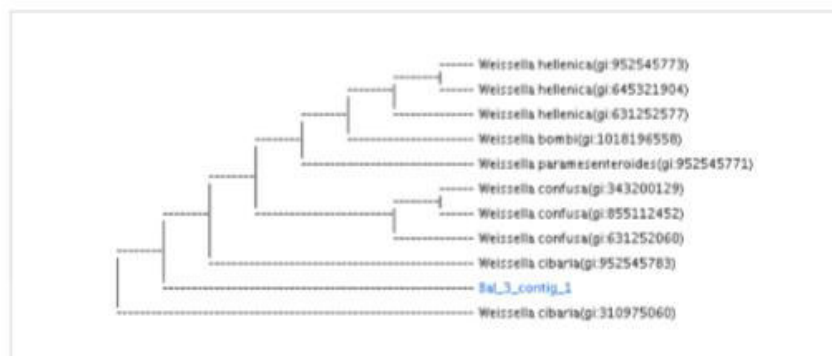 Weissella hellenica(gi:952545773)
Weissella hellenica(gi:645321904)
Weissella hellenica(gi:631252577)
Weissella bombi(gi:1018196558)
Weissella paramesenteroides(gi:952545771)
Weissella confusa(gi:343200129)
Weissella confusa(gi:855112452)
Weissella confusa(gi:631252060)
Weissella cibaria(gi:952545783)
Bal_3_contig_1
Weissella cibaria(gi:310975060)